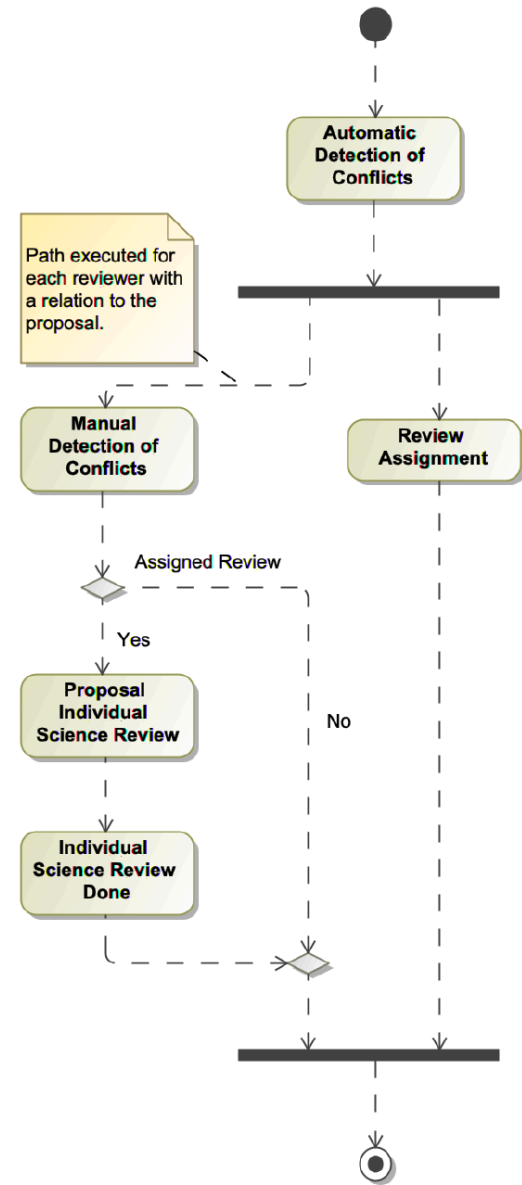 Automatic
Detection of
Conflicts
Path executed for
each reviewer with
a relation to the
proposal.
Manual
Detection of
Conflicts
Review
Assignment
Assigned Review
Yes
Proposal
Individual
Science Review
No
Individual
Science Review
Done